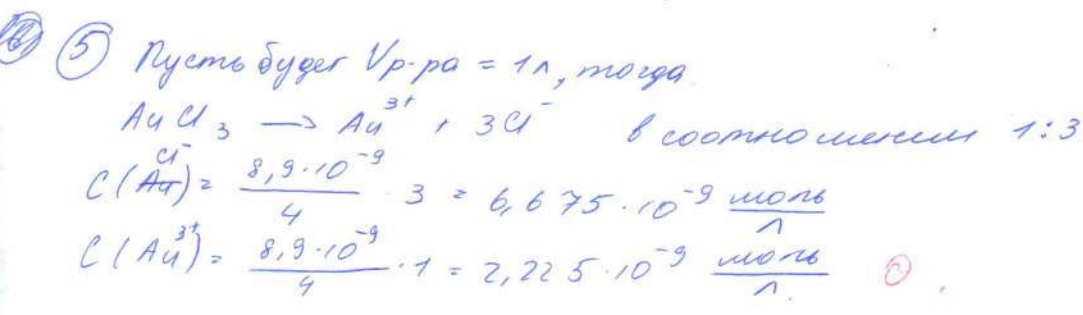 ⑤ Пусть будет Vр-ра = 1л, тогда
AuCl₃ → Au³⁺ + 3Cl⁻ в соотношении 1:3
C(Cl⁻) = 8,9·10⁻⁹/4 · 3 = 6,675·10⁻⁹ моль/л
C(Au³⁺) = 8,9·10⁻⁹/4 · 1 = 2,225·10⁻⁹ моль/л.